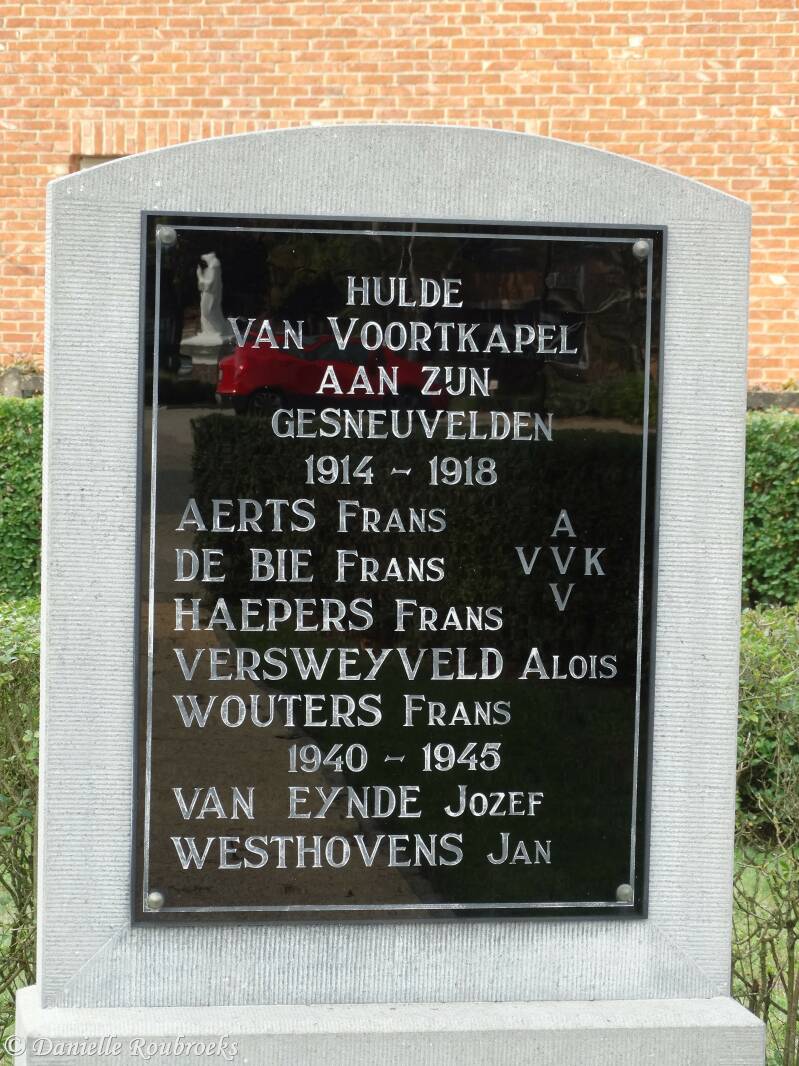 HULDE
VAN VOORTKAPEL
AAN ZIJN
GESNEUVELDEN
1914 - 1918
AERTS FRANS
DE BIE FRANS
HAEPERS FRANS
VERSWEYVELD ALOIS
WOUTERS FRANS
A
VVK
V
1940 - 1945
VAN EYNDE JOZEF
WESTHOVENS JAN
© Danielle Roubroeks